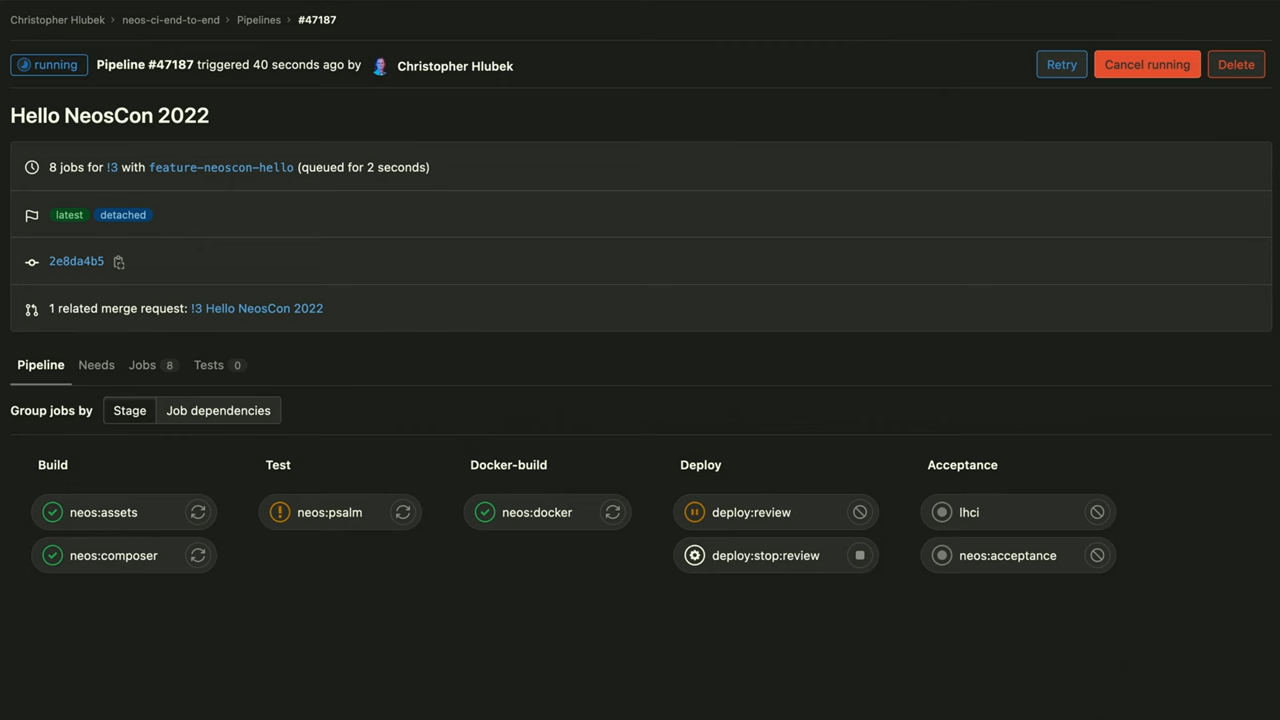 Christopher Hlubek › neos-ci-end-to-end › Pipelines › #47187
running Pipeline #47187 triggered 40 seconds ago by Christopher Hlubek Retry Cancel running Delete
Hello NeosCon 2022
8 jobs for !3 with feature-neoscon-hello (queued for 2 seconds)
latest detached
2e8da4b5
1 related merge request: !3 Hello NeosCon 2022
Pipeline Needs Jobs 8 Tests 0
Group jobs by Stage Job dependencies
Build Test Docker-build Deploy Acceptance
neos:assets neos:psalm neos:docker deploy:review lhci
neos:composer deploy:stop:review neos:acceptance